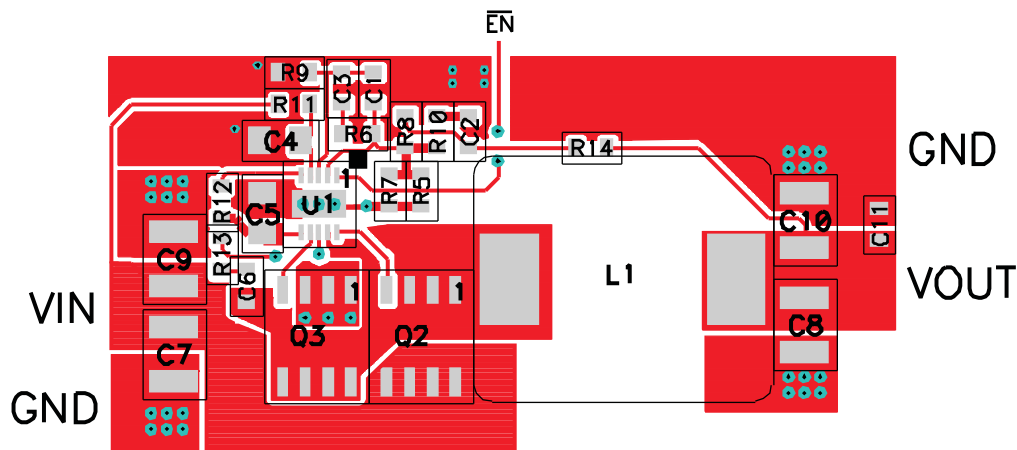 EN
R9
C3
C1
R11
R8
R10
C2
R6
C4
R14
GND
1
R7
R5
R12
C5
U1
C10
C11
R13
C9
C6
L1
VOUT
1
1
VIN
Q3
Q2
C8
C7
GND